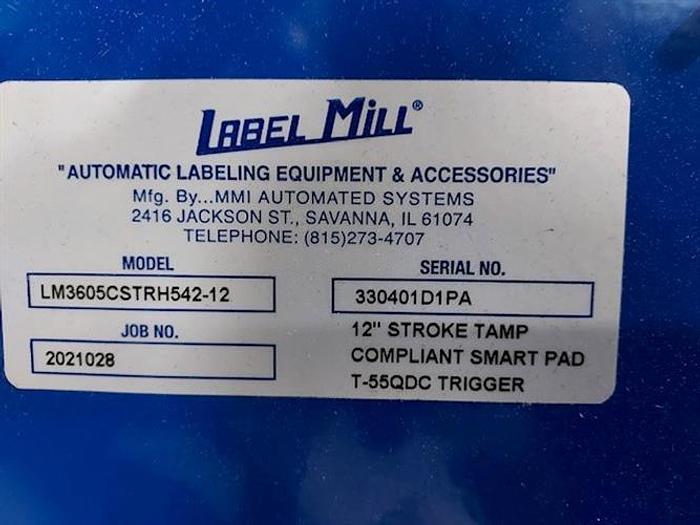 LABEL MILL®
"AUTOMATIC LABELING EQUIPMENT & ACCESSORIES"
Mfg. By...MMI AUTOMATED SYSTEMS
2416 JACKSON ST., SAVANNA, IL 61074
TELEPHONE: (815)273-4707
MODEL
LM3605CSTRH542-12
SERIAL NO.
330401D1PA
JOB NO.
2021028
12" STROKE TAMP
COMPLIANT SMART PAD
T-55QDC TRIGGER